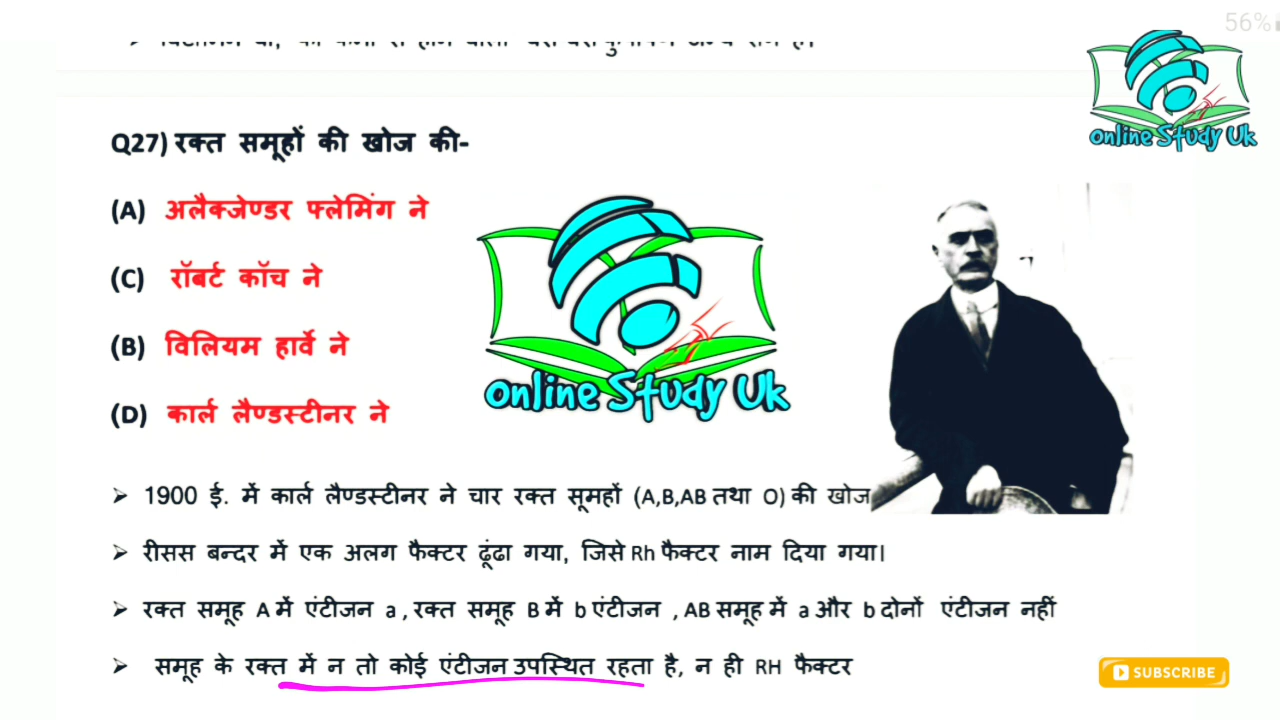 56%
Online Study Uk
Q27) रक्त समूहों की खोज की-
(A) अलैक्जेण्डर फ्लेमिंग ने
(C) रॉबर्ट कॉच ने
(B) विलियम हार्वे ने
(D) कार्ल लैण्डस्टीनर ने
Online Study Uk
➢ 1900 ई. में कार्ल लैण्डस्टीनर ने चार रक्त सूमहों (A,B,AB तथा O) की खोज
➢ रीसस बन्दर में एक अलग फैक्टर ढूंढा गया, जिसे Rh फैक्टर नाम दिया गया।
➢ रक्त समूह A में एंटीजन a , रक्त समूह B में b एंटीजन , AB समूह में a और b दोनों एंटीजन नहीं
➢ समूह के रक्त में न तो कोई एंटीजन उपस्थित रहता है, न ही RH फैक्टर
SUBSCRIBE